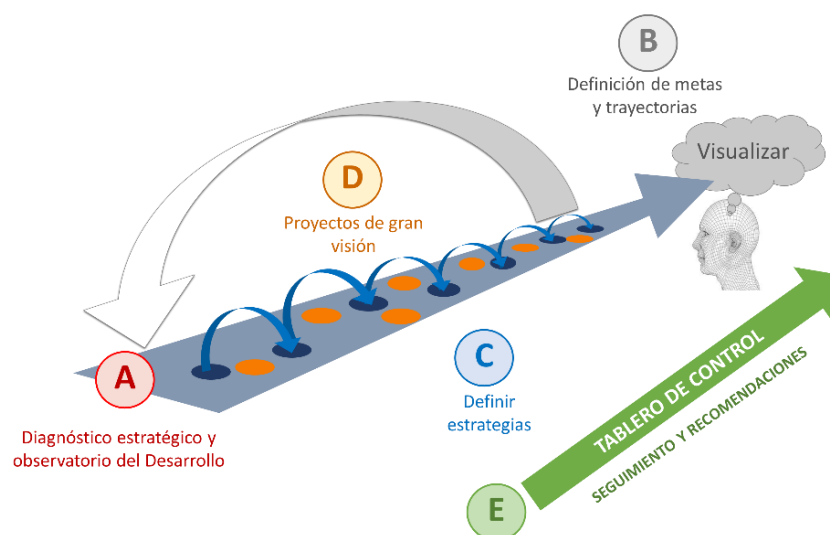 B
Definición de metas
y trayectorias
Visualizar
D
Proyectos de gran
visión
A
Diagnóstico estratégico y
observatorio del Desarrollo
C
Definir
estrategias
TABLERO DE CONTROL
SEGUIMIENTO Y RECOMENDACIONES
E